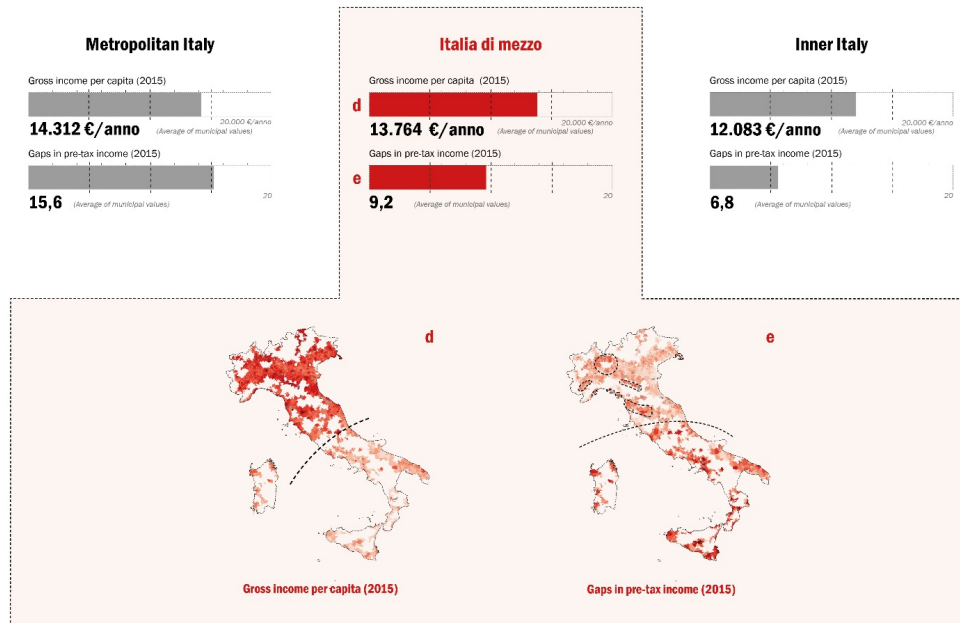 Metropolitan Italy
Gross income per capita (2015)
20.000 €/anno
14.312 €/anno (Average of municipal values)
Gaps in pre-tax income (2015)
20
15,6 (Average of municipal values)
Italia di mezzo
Gross income per capita (2015)
d
20.000 €/anno
13.764 €/anno (Average of municipal values)
Gaps in pre-tax income (2015)
e
20
9,2 (Average of municipal values)
Inner Italy
Gross income per capita (2015)
20.000 €/anno
12.083 €/anno (Average of municipal values)
Gaps in pre-tax income (2015)
20
6,8 (Average of municipal values)
d
e
Gross income per capita (2015)
Gaps in pre-tax income (2015)